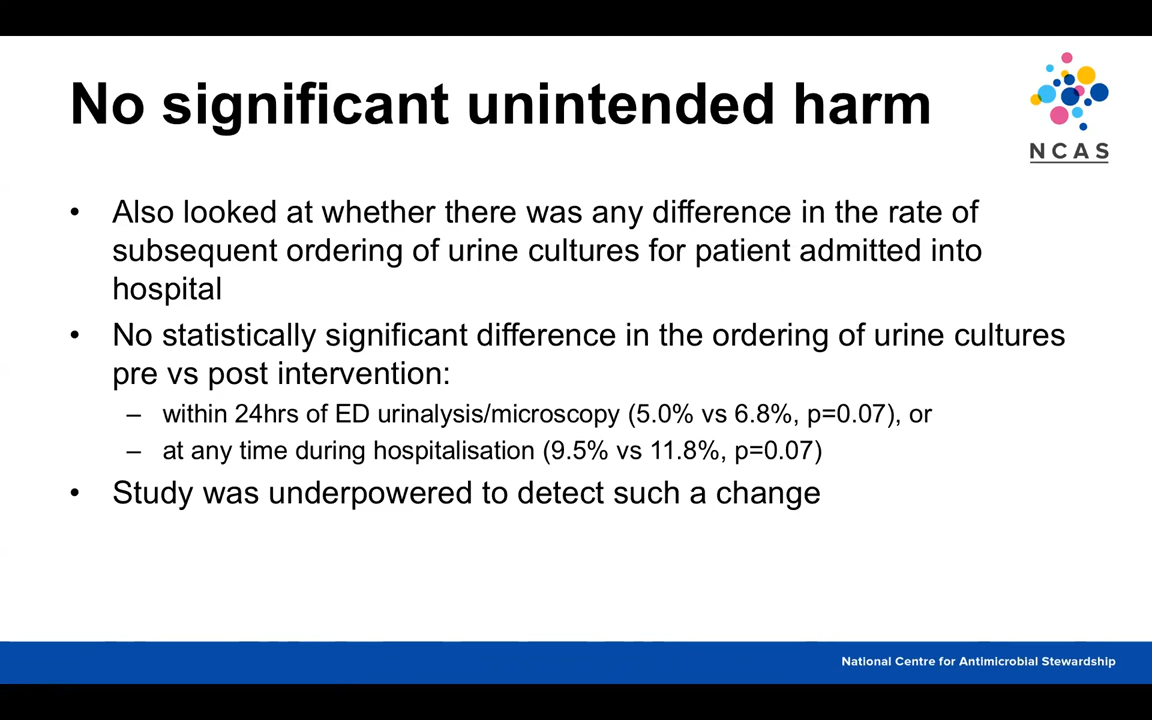 No significant unintended harm
NCAS
• Also looked at whether there was any difference in the rate of
subsequent ordering of urine cultures for patient admitted into
hospital
• No statistically significant difference in the ordering of urine cultures
pre vs post intervention:
– within 24hrs of ED urinalysis/microscopy (5.0% vs 6.8%, p=0.07), or
– at any time during hospitalisation (9.5% vs 11.8%, p=0.07)
• Study was underpowered to detect such a change
National Centre for Antimicrobial Stewardship